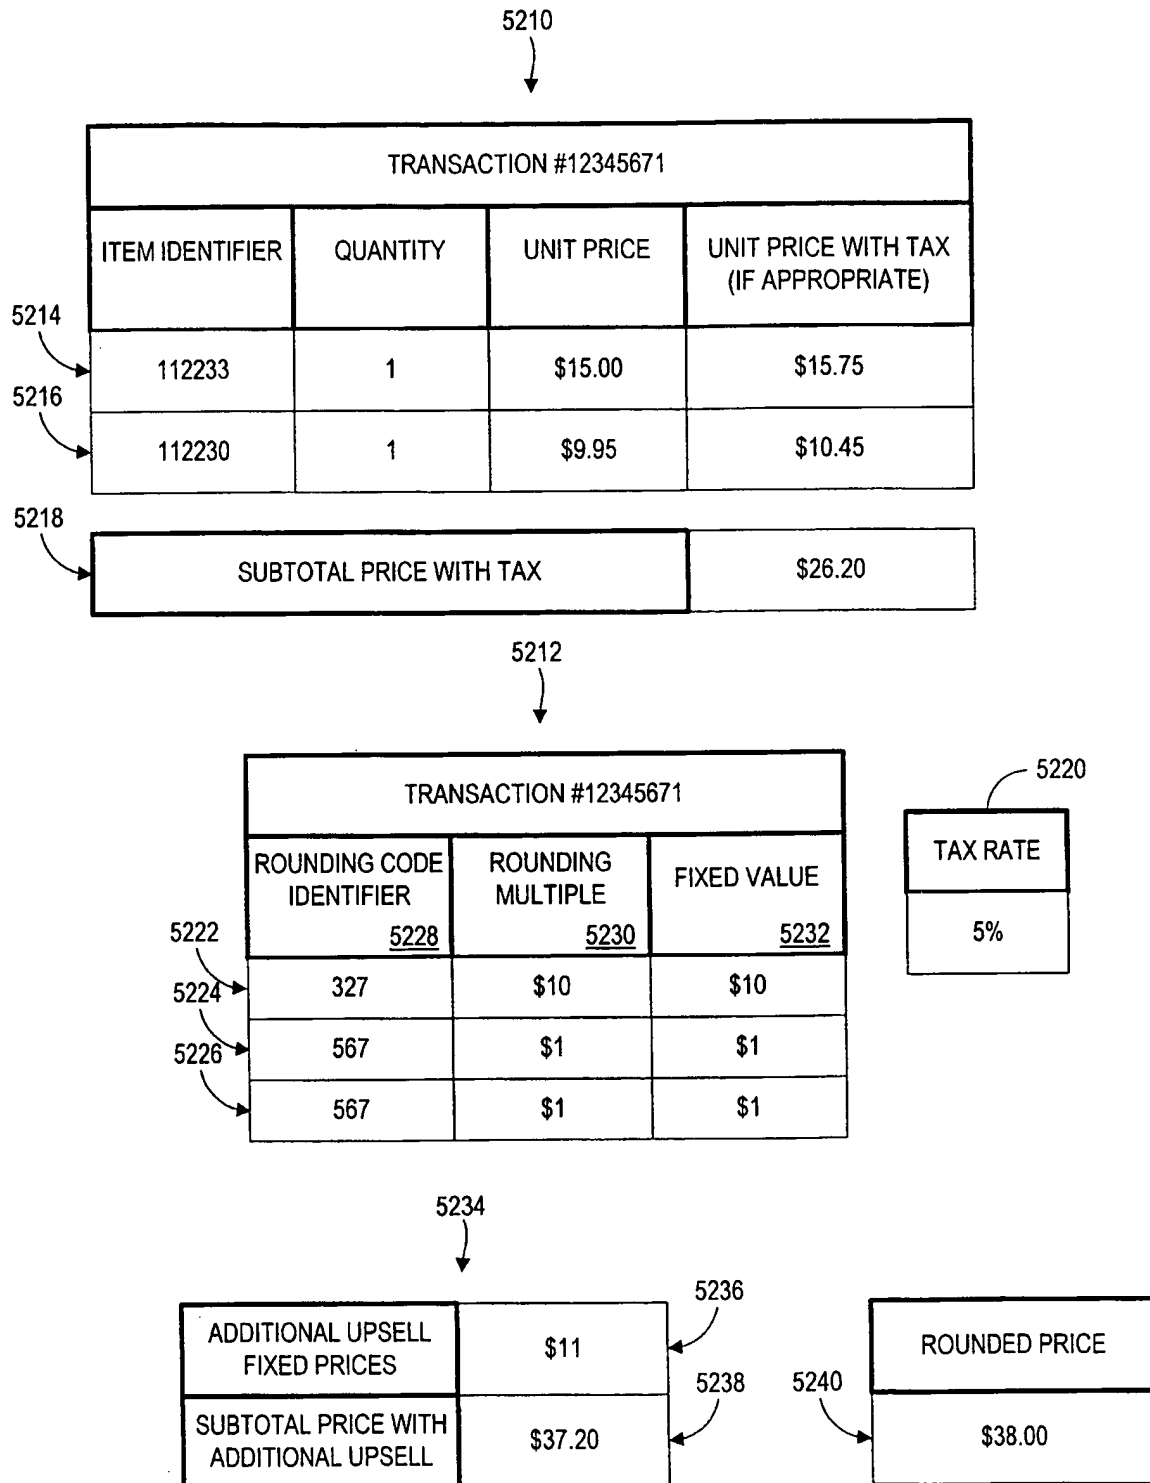 5210
TRANSACTION #12345671
ITEM IDENTIFIER
QUANTITY
UNIT PRICE
UNIT PRICE WITH TAX
(IF APPROPRIATE)
5214
112233
1
$15.00
$15.75
5216
112230
1
$9.95
$10.45
5218
SUBTOTAL PRICE WITH TAX
$26.20
5212
TRANSACTION #12345671
ROUNDING CODE
IDENTIFIER
5228
ROUNDING
MULTIPLE
5230
FIXED VALUE
5232
5220
TAX RATE
5%
5222
327
$10
$10
5224
567
$1
$1
5226
567
$1
$1
5234
ADDITIONAL UPSELL
FIXED PRICES
$11
5236
SUBTOTAL PRICE WITH
ADDITIONAL UPSELL
$37.20
5238
ROUNDED PRICE
5240
$38.00